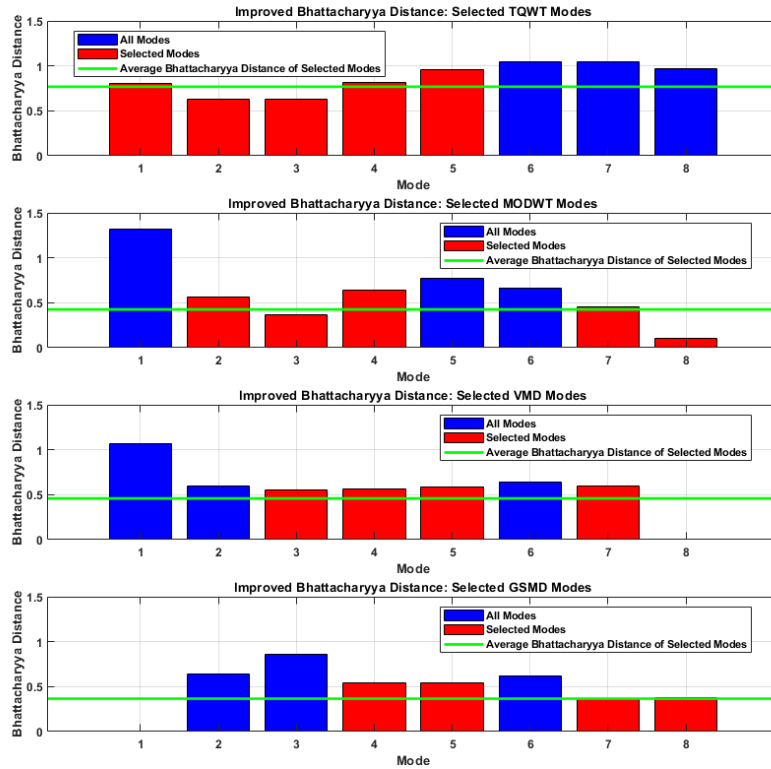 Improved Bhattacharyya Distance: Selected TQWT Modes
Bhattacharyya Distance
1.5
1
0.5
0
All Modes
Selected Modes
Average Bhattacharyya Distance of Selected Modes
1 2 3 4 5 6 7 8
Mode
Improved Bhattacharyya Distance: Selected MODWT Modes
Bhattacharyya Distance
1.5
1
0.5
0
All Modes
Selected Modes
Average Bhattacharyya Distance of Selected Modes
1 2 3 4 5 6 7 8
Mode
Improved Bhattacharyya Distance: Selected VMD Modes
Bhattacharyya Distance
1.5
1
0.5
0
All Modes
Selected Modes
Average Bhattacharyya Distance of Selected Modes
1 2 3 4 5 6 7 8
Mode
Improved Bhattacharyya Distance: Selected GSMD Modes
Bhattacharyya Distance
1.5
1
0.5
0
All Modes
Selected Modes
Average Bhattacharyya Distance of Selected Modes
1 2 3 4 5 6 7 8
Mode